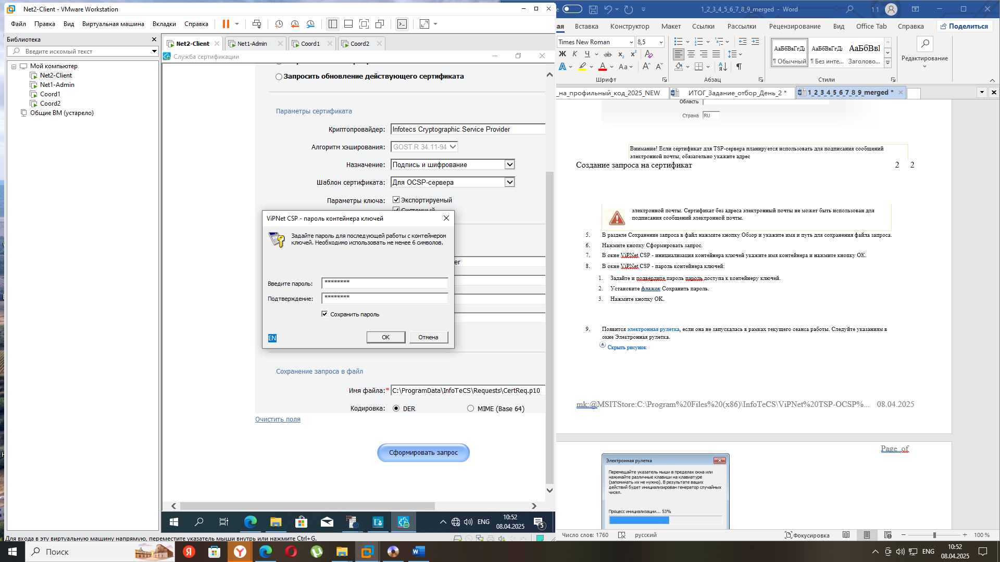 Net2-Client - VMware Workstation
Файл Правка Вид Виртуальная машина Вкладки Справка
Библиотека
Введите искомый текст
Мой компьютер
Net2-Client
Net1-Admin
Coord1
Coord2
Общие ВМ (устарело)
Net2-Client
Net1-Admin
Coord1
Coord2
Служба сертификации
Запросить обновление действующего сертификата
Параметры сертификата
Криптопровайдер: Infotecs Cryptographic Service Provider
Алгоритм хэширования: GOST R 34.11-94
Назначение: Подпись и шифрование
Шаблон сертификата: Для OCSP-сервера
Параметры ключа: Экспортируемый
Системный
ViPNet CSP - пароль контейнера ключей
Задайте пароль для последующей работы с контейнером
ключей. Необходимо использовать не менее 6 символов.
Введите пароль: ********
Подтверждение: ********
Сохранить пароль
EN
OK
Отмена
er
Сохранение запроса в файл
Имя файла:* C:\ProgramData\InfoTeCS\Requests\CertReq.p10
Кодировка: DER MIME (Base 64)
Очистить поля
Сформировать запрос
ENG
10:52
08.04.2025
5
Для входа в эту виртуальную машину напрямую, переместите указатель мыши внутрь или нажмите Ctrl+G.
1_2_3_4_5_6_7_8_9_merged - Word
1 1
ая Вставка Конструктор Макет Ссылки Рассылки Рецензирование Вид Office Tab Справка
Поделиться
Times New Roman 8,5
Ж К Ч ab x₂ x²
Aa
АаБбВвГгДд АаБбВвГгДд АаБбВвІ
¶ Обычный ¶ Без инте... Заголово...
Редактирование
Шрифт Абзац Стили
_на_профильный_код_2025_NEW
ИТОГ_Задание_отбор_День_2 *
1_2_3_4_5_6_7_8_9_merged *
Область
Страна RU
Внимание! Если сертификат для TSP-сервера планируется использовать для подписания сообщений
электронной почты, обязательно укажите адрес
Создание запроса на сертификат 2 2
электронной почты. Сертификат без адреса электронный почты не может быть использован для
подписания сообщений электронной почты.
5. В разделе Сохранение запроса в файл нажмите кнопку Обзор и укажите имя и путь для сохранения файла запроса.
6. Нажмите кнопку Сформировать запрос.
7. В окне ViPNet CSP - инициализация контейнера ключей укажите имя контейнера и нажмите кнопку OK.
8. В окне ViPNet CSP - пароль контейнера ключей:
1. Задайте и подвердите пароль пароль доступа к контейнеру ключей.
2. Установите флажок Сохранить пароль.
3. Нажмите кнопку OK.
9. Появится электронная рулетка, если она не запускалась в рамках текущего сеанса работы. Следуйте указаниям в
окне Электронная рулетка.
Скрыть рисунок
mk:@MSITStore:C:\Program%20Files%20(x86)\InfoTeCS\ViPNet%20TSP-OCSP%... 08.04.2025
Page of
Электронная рулетка
Перемещайте указатель мыши в пределах окна или
нажимайте различные клавиши на клавиатуре
(запоминать их не нужно). В результате ваших
действий будет инициализирован генератор случайных
чисел.
Процесс инициализации... 53%
Число слов: 1760 русский
Фокусировка
100 %
Поиск
ENG
10:52
08.04.2025